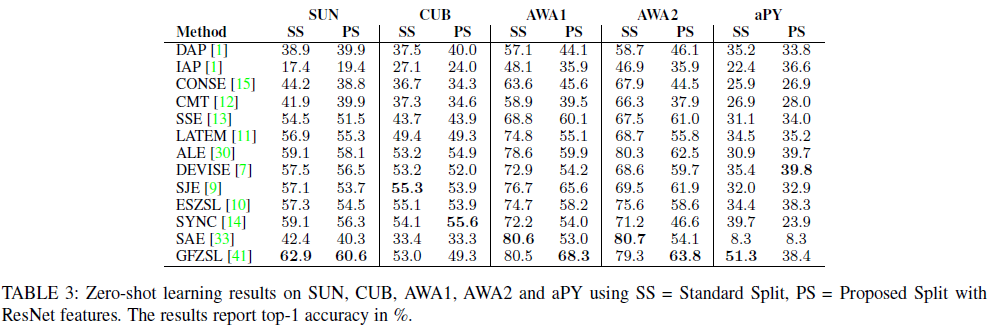 SUN CUB AWA1 AWA2 aPY
Method SS PS SS PS SS PS SS PS SS PS
DAP [1] 38.9 39.9 37.5 40.0 57.1 44.1 58.7 46.1 35.2 33.8
IAP [1] 17.4 19.4 27.1 24.0 48.1 35.9 46.9 35.9 22.4 36.6
CONSE [15] 44.2 38.8 36.7 34.3 63.6 45.6 67.9 44.5 25.9 26.9
CMT [12] 41.9 39.9 37.3 34.6 58.9 39.5 66.3 37.9 26.9 28.0
SSE [13] 54.5 51.5 43.7 43.9 68.8 60.1 67.5 61.0 31.1 34.0
LATEM [11] 56.9 55.3 49.4 49.3 74.8 55.1 68.7 55.8 34.5 35.2
ALE [30] 59.1 58.1 53.2 54.9 78.6 59.9 80.3 62.5 30.9 39.7
DEVISE [7] 57.5 56.5 53.2 52.0 72.9 54.2 68.6 59.7 35.4 39.8
SJE [9] 57.1 53.7 55.3 53.9 76.7 65.6 69.5 61.9 32.0 32.9
ESZSL [10] 57.3 54.5 55.1 53.9 74.7 58.2 75.6 58.6 34.4 38.3
SYNC [14] 59.1 56.3 54.1 55.6 72.2 54.0 71.2 46.6 39.7 23.9
SAE [33] 42.4 40.3 33.4 33.3 80.6 53.0 80.7 54.1 8.3 8.3
GFZSL [41] 62.9 60.6 53.0 49.3 80.5 68.3 79.3 63.8 51.3 38.4
TABLE 3: Zero-shot learning results on SUN, CUB, AWA1, AWA2 and aPY using SS = Standard Split, PS = Proposed Split with
ResNet features. The results report top-1 accuracy in %.